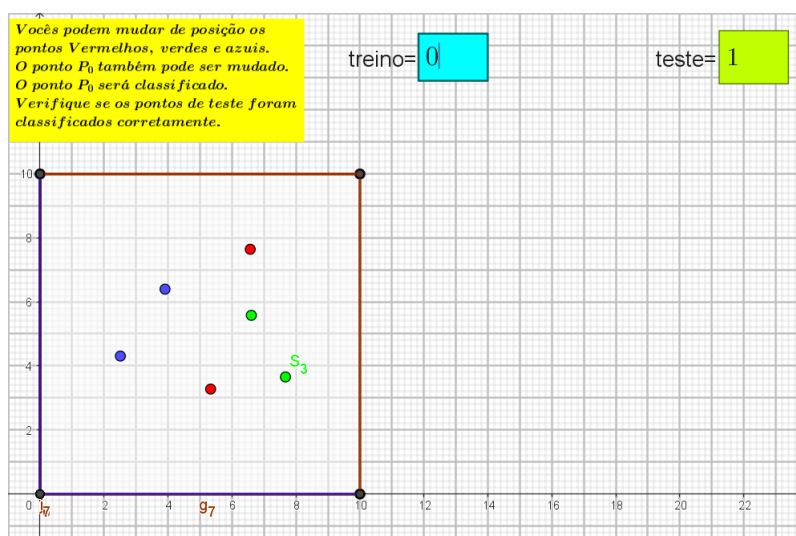 Vocês podem mudar de posição os
pontos Vermelhos, verdes e azuis.
O ponto P₀ também pode ser mudado.
O ponto P₀ será classificado.
Verifique se os pontos de teste foram
classificados corretamente.
treino= 0
teste= 1
10
8
6
4
2
S₃
0 2 4 6 8 10 12 14 16 18 20 22
g₇